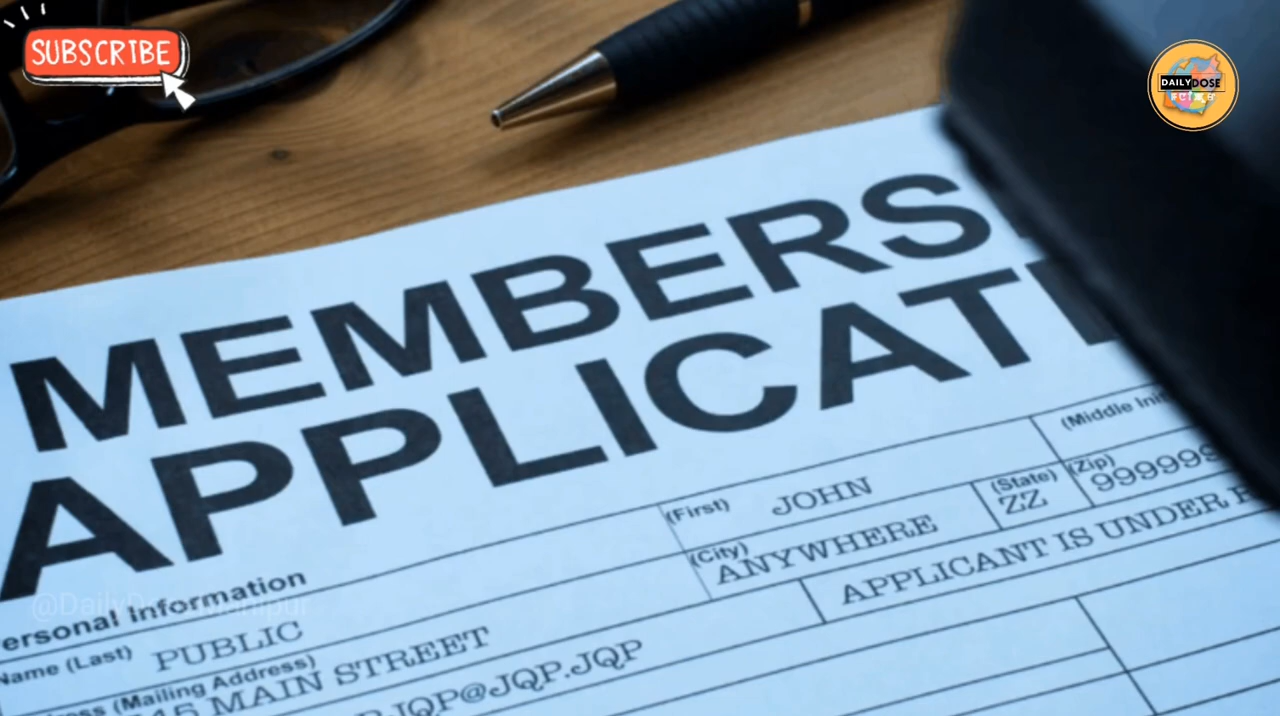 SUBSCRIBE
DAILY DOSE
MEMBERS
APPLICAT
(Middle
(First) JOHN
(State) ZZ
(Zip) 999999
(City) ANYWHERE
APPLICANT IS UNDER
ersonal Information
Name (Last) PUBLIC
(Mailing Address)
MAIN STREET
JQP@JQP.JQP